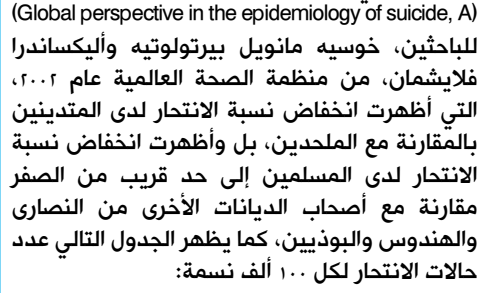 (Global perspective in the epidemiology of suicide, A)
للباحثين، خوسيه مانويل بيرتولوتيه وأليكساندرا
فلايشمان، من منظمة الصحة العالمية عام ٢٠٠٢،
التي أظهرت انخفاض نسبة الانتحار لدى المتدينين
بالمقارنة مع الملحدين، بل وأظهرت انخفاض نسبة
الانتحار لدى المسلمين إلى حد قريب من الصفر
مقارنة مع أصحاب الديانات الأخرى من النصارى
والهندوس والبوذيين، كما يظهر الجدول التالي عدد
حالات الانتحار لكل ١٠٠ ألف نسمة: